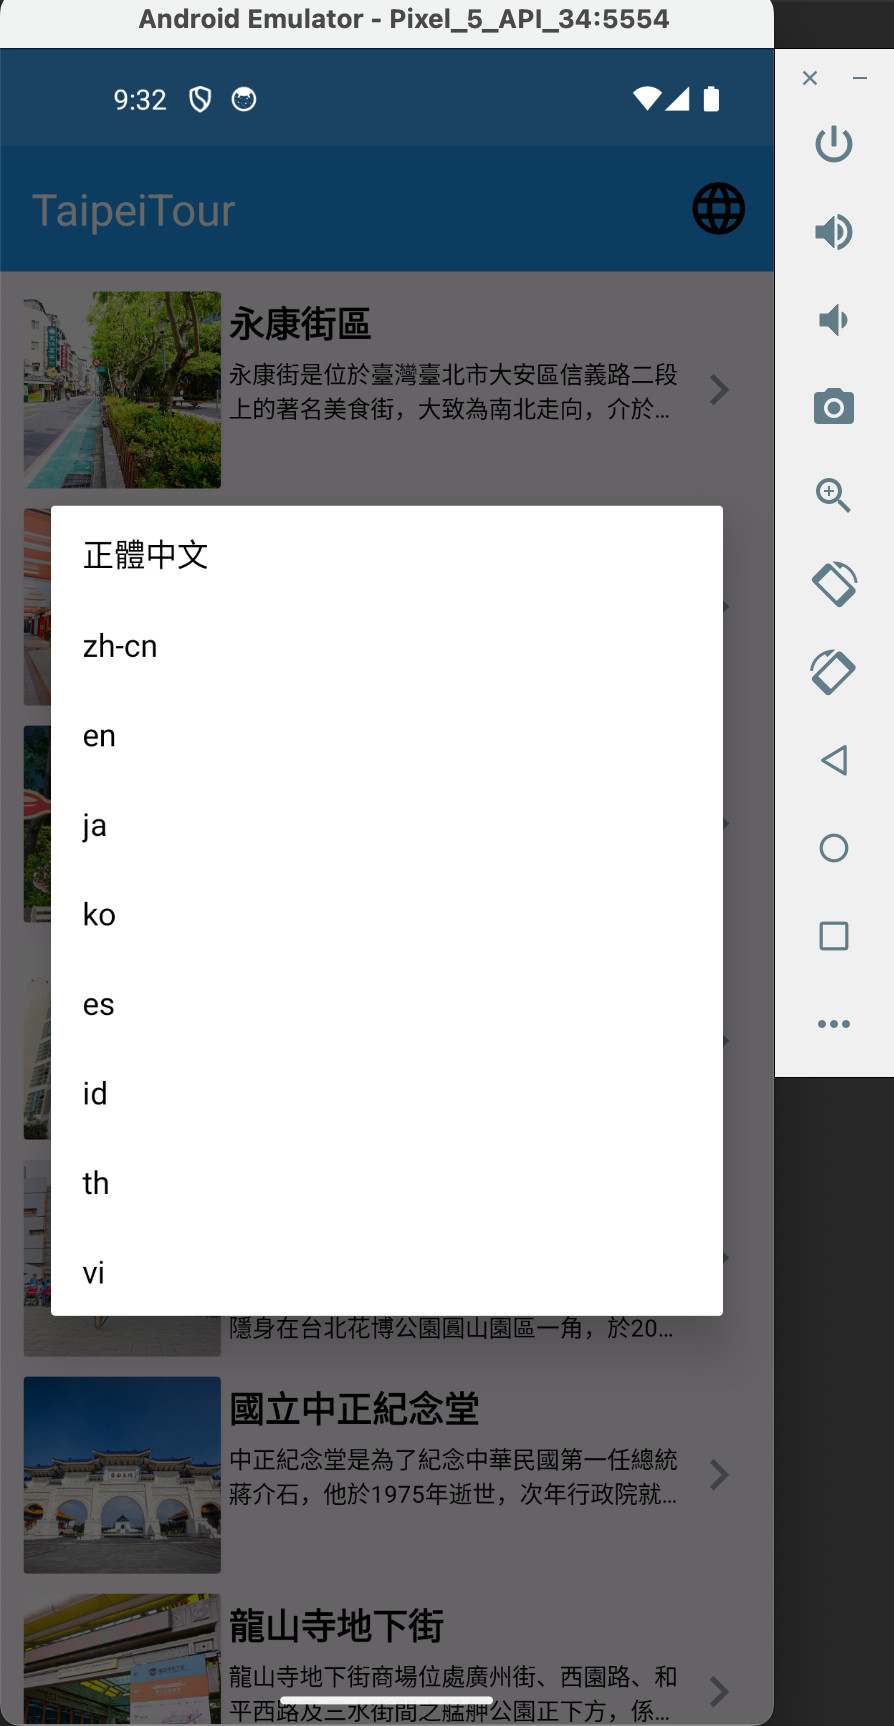 Android Emulator - Pixel_5_API_34:5554
9:32
TaipeiTour
永康街區
永康街是位於臺灣臺北市大安區信義路二段
上的著名美食街，大致為南北走向，介於...
正體中文
zh-cn
en
ja
ko
es
id
th
vi
隱身在台北花博公園圓山園區一角，於20...
國立中正紀念堂
中正紀念堂是為了紀念中華民國第一任總統
蔣介石，他於1975年逝世，次年行政院就...
龍山寺地下街
龍山寺地下街商場位處廣州街、西園路、和
平西路及三水街間之艋舺公園正下方，係...